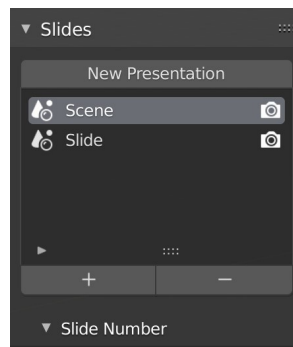 Slides
New Presentation
Scene
Slide
+
−
Slide Number